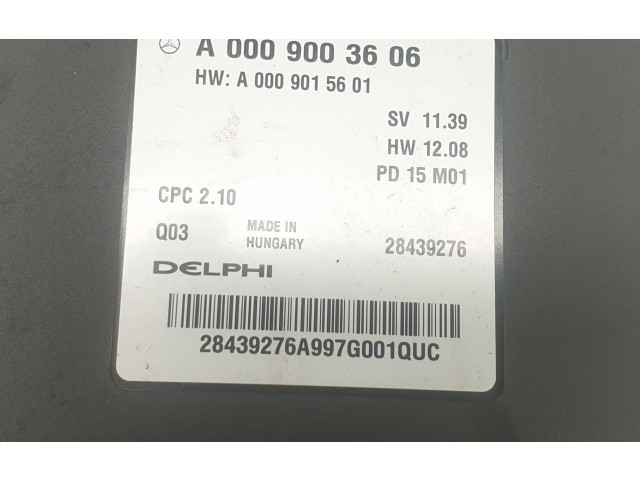 A 000 900 36 06
HW: A 000 901 56 01
SV 11.39
HW 12.08
PD 15 M01
CPC 2.10
Q03
MADE IN
HUNGARY
28439276
DELPHI
28439276A997G001QUC